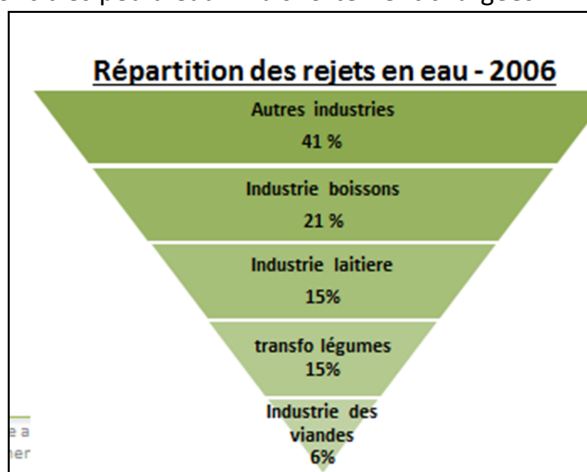 Répartition des rejets en eau - 2006
Autres industries
41 %
Industrie boissons
21 %
Industrie laitiere
15%
transfo légumes
15%
Industrie des
viandes
6%
e a
ner